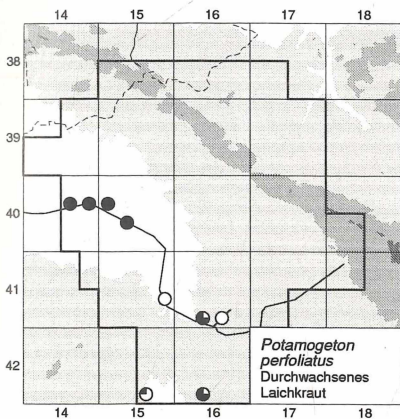 14 15 16 17 18
38
39
40
41
42
Potamogeton
perfoliatus
Durchwachsenes
Laichkraut
14 15 16 17 18